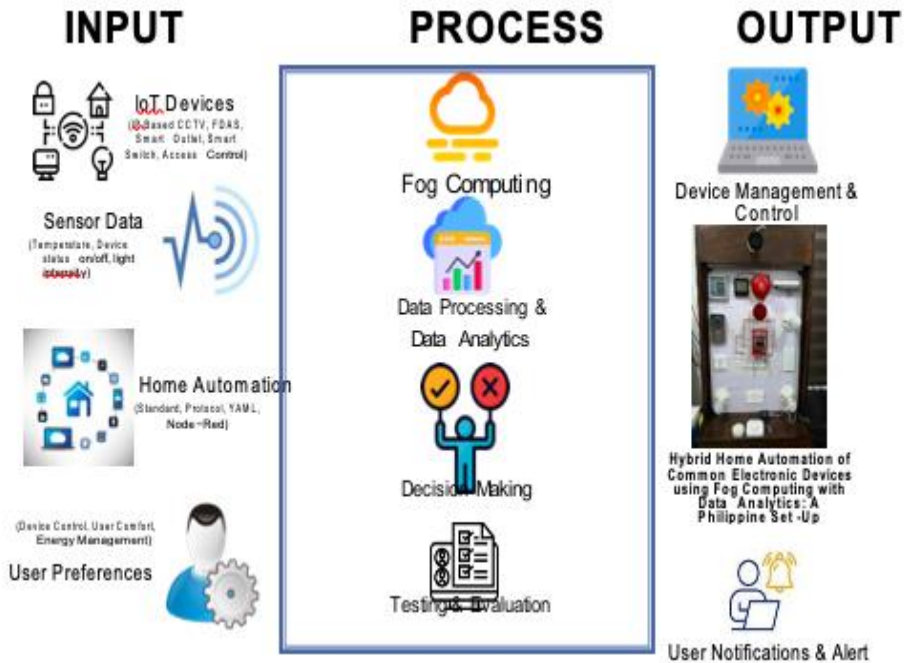 INPUT
IoT Devices
(IP Based CCTV, FDAS,
Smart Outlet, Smart
Switch, Access Control)
Sensor Data
(Temperature, Device
status on/off, light
intensity)
Home Automation
(Standard, Protocol, YAML,
Node-Red)
(Device Control, User Comfort,
Energy Management)
User Preferences
PROCESS
Fog Computing
Data Processing &
Data Analytics
Decision Making
Testing & Evaluation
OUTPUT
Device Management &
Control
Hybrid Home Automation of
Common Electronic Devices
using Fog Computing with
Data Analytics: A
Philippine Set-Up
User Notifications & Alert